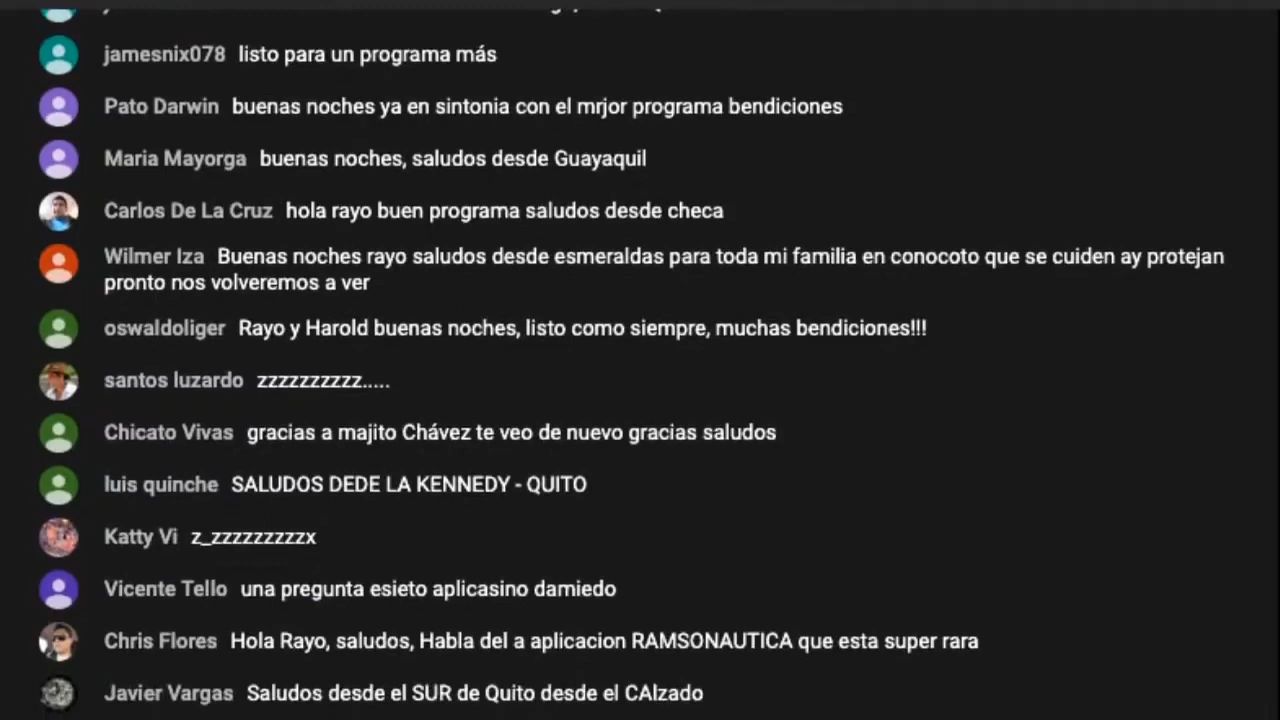 jamesnix078 listo para un programa más
Pato Darwin buenas noches ya en sintonia con el mrjor programa bendiciones
Maria Mayorga buenas noches, saludos desde Guayaquil
Carlos De La Cruz hola rayo buen programa saludos desde checa
Wilmer Iza Buenas noches rayo saludos desde esmeraldas para toda mi familia en conocoto que se cuiden ay protejan
pronto nos volveremos a ver
oswaldoliger Rayo y Harold buenas noches, listo como siempre, muchas bendiciones!!!
santos luzardo zzzzzzzzzz.....
Chicato Vivas gracias a majito Chávez te veo de nuevo gracias saludos
luis quinche SALUDOS DEDE LA KENNEDY - QUITO
Katty Vi z_zzzzzzzzzx
Vicente Tello una pregunta esieto aplicasino damiedo
Chris Flores Hola Rayo, saludos, Habla del a aplicacion RAMSONAUTICA que esta super rara
Javier Vargas Saludos desde el SUR de Quito desde el CAlzado